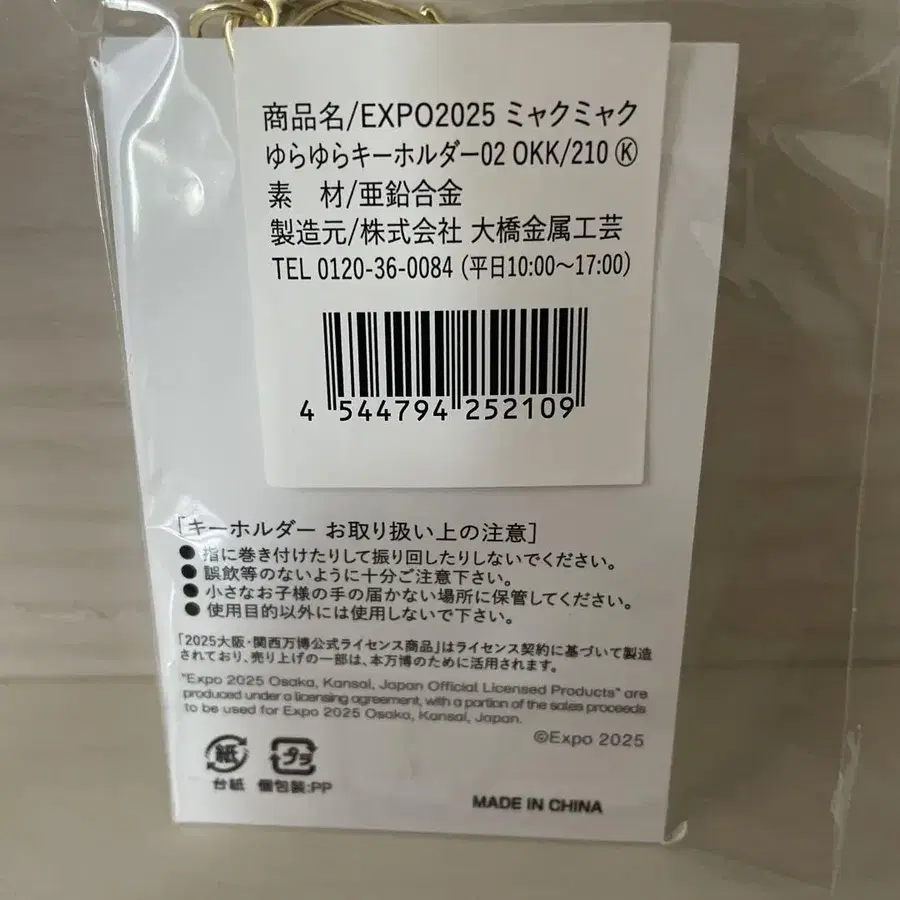 商品名/EXPO2025 ミャクミャク
ゆらゆらキーホルダー02 OKK/210 Ⓚ
素　材/亜鉛合金
製造元/株式会社 大橋金属工芸
TEL 0120-36-0084 (平日10:00～17:00)
4 544794 252109
［キーホルダー お取り扱い上の注意］
●指に巻き付けたりして振り回したりしないでください。
●誤飲等のないように十分ご注意下さい。
●小さなお子様の手の届かない場所に保管してください。
●使用目的以外には使用しないで下さい。
「2025大阪・関西万博公式ライセンス商品」はライセンス契約に基づいて製造
されており、売り上げの一部は、本万博のために活用されます。
"Expo 2025 Osaka, Kansai, Japan Official Licensed Products" are
produced under a licensing agreement, with a portion of the sales proceeds
to be used for Expo 2025 Osaka, Kansai, Japan.
©Expo 2025
紙 プラ
台紙 個包装:PP
MADE IN CHINA